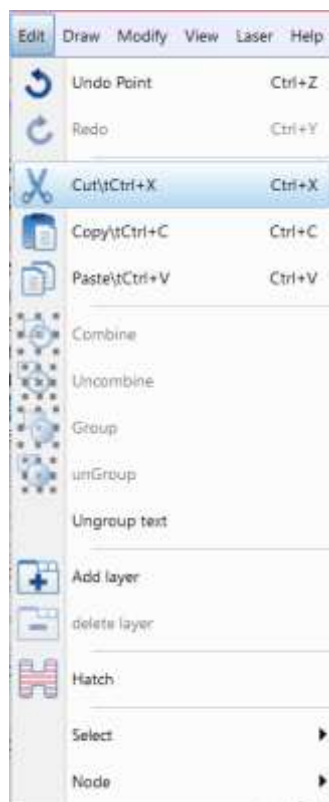 Edit Draw Modify View Laser Help
Undo Point Ctrl+Z
Redo Ctrl+Y
Cut\tCtrl+X Ctrl+X
Copy\tCtrl+C Ctrl+C
Paste\tCtrl+V Ctrl+V
Combine
Uncombine
Group
unGroup
Ungroup text
Add layer
delete layer
Hatch
Select
Node